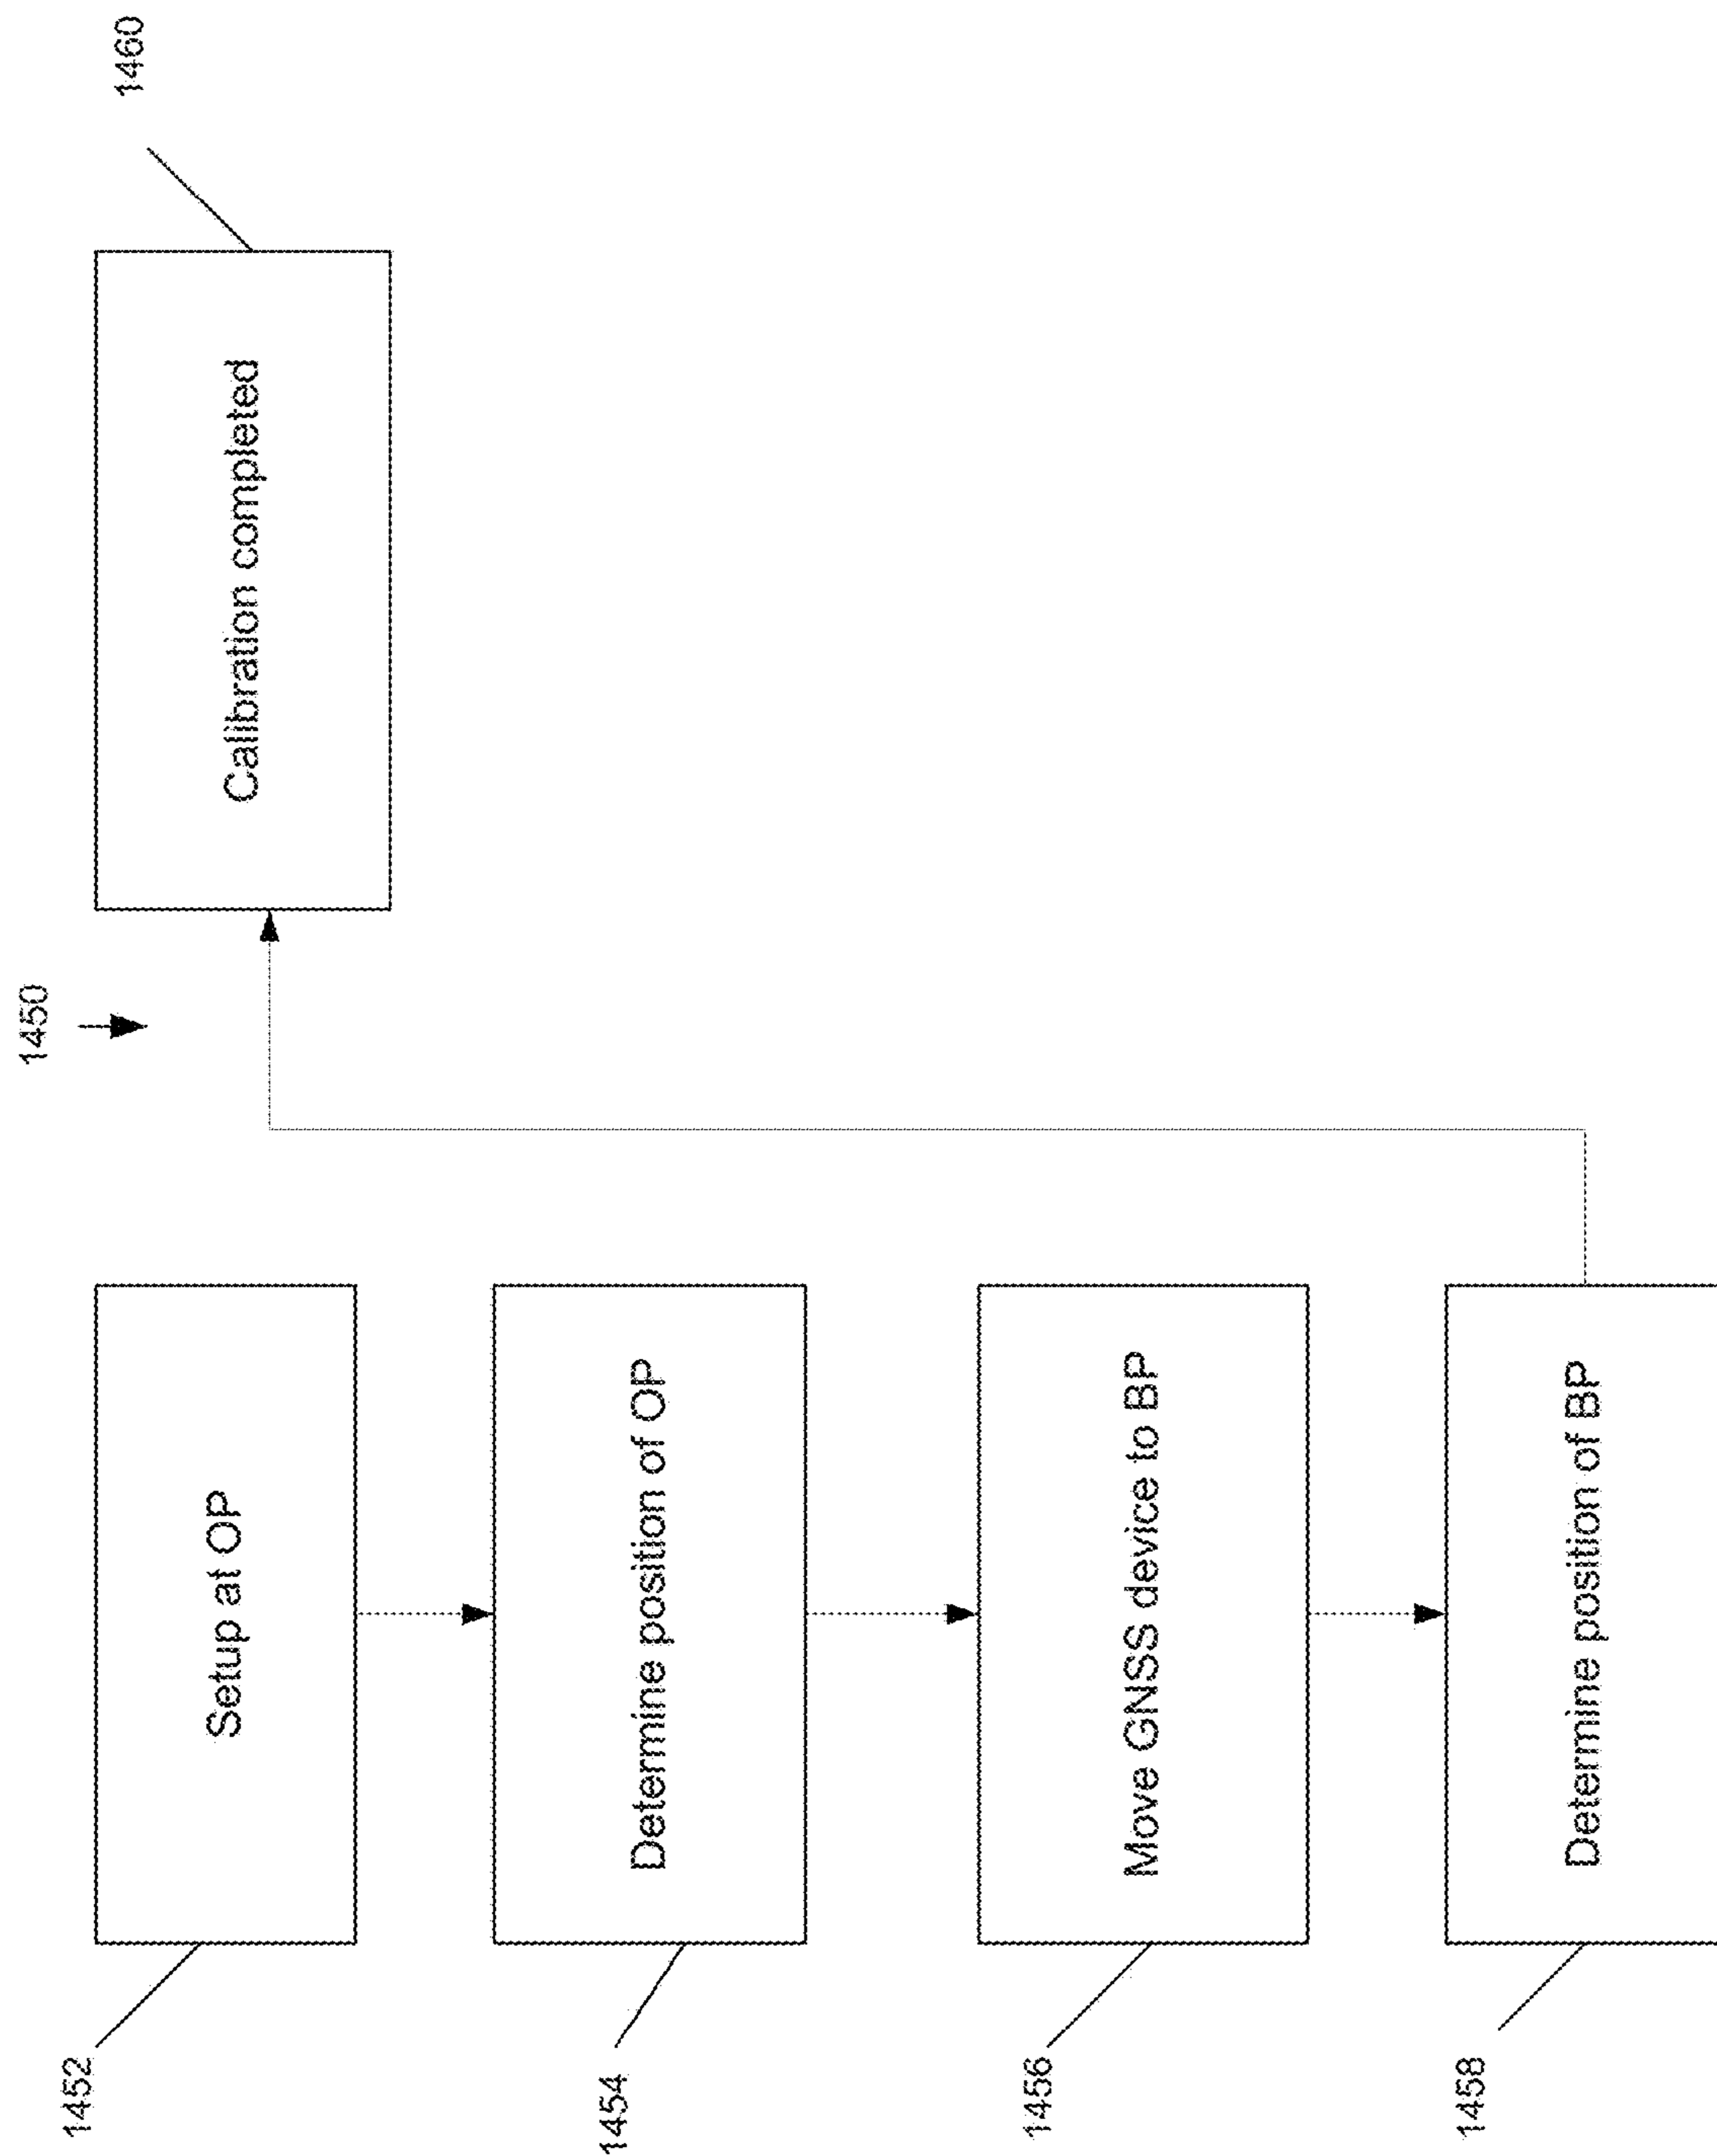 1450
1452
Setup at OP
1454
Determine position of OP
1456
Move GNSS device to BP
1458
Determine position of BP
1460
Calibration completed